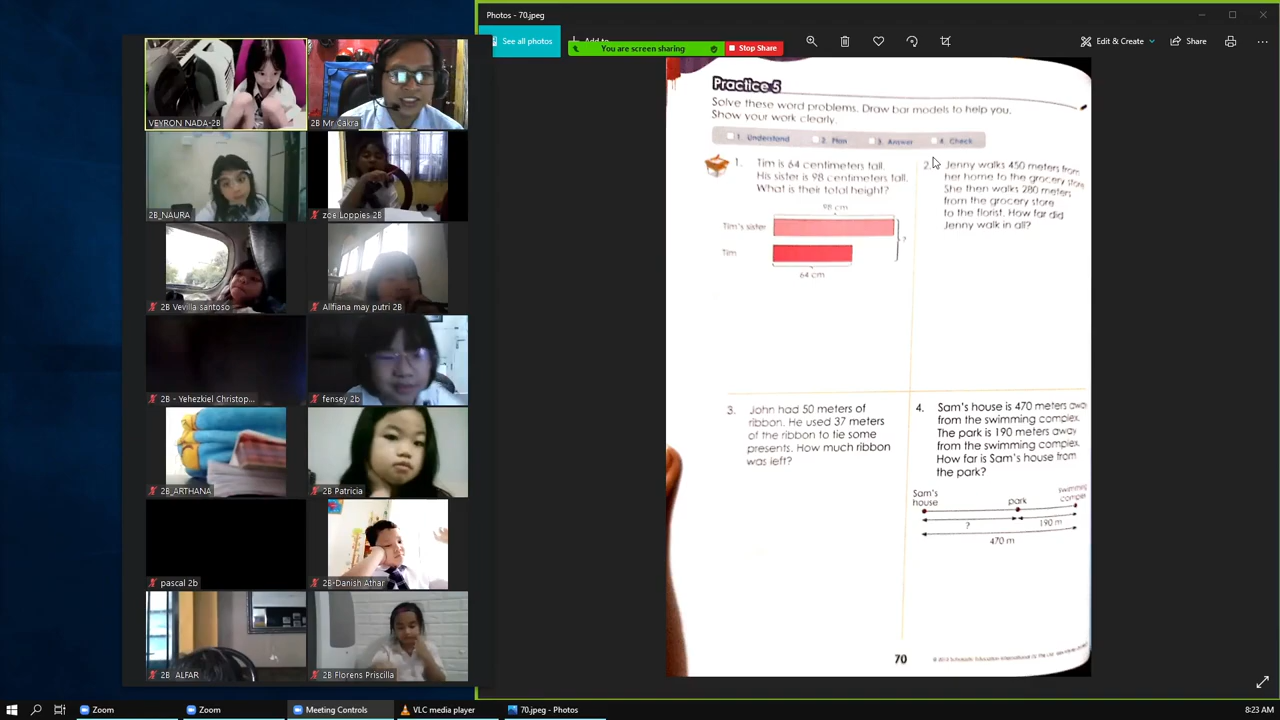 Photos - 70.jpeg
See all photos
Add to
You are screen sharing
Stop Share
Edit & Create
Share
VEYRON NADA-2B
2B Mr Cakra
2B_NAURA
zoe Loppies 2B
2B Vevilla santoso
Allfiana may putri 2B
2B - Yehezkiel Christop...
fensey 2b
2B_ARTHANA
2B Patricia
pascal 2b
2B-Danish Athar
2B_ALFAR
2B Florens Priscilla
Practice 5
Solve these word problems. Draw bar models to help you.
Show your work clearly.
1. Understand
2. Plan
3. Answer
4. Check
1. Tim is 64 centimeters tall.
His sister is 98 centimeters tall.
What is their total height?
98 cm
Tim's sister
?
Tim
64 cm
2. Jenny walks 450 meters from
her home to the grocery store.
She then walks 280 meters
from the grocery store
to the florist. How far did
Jenny walk in all?
3. John had 50 meters of
ribbon. He used 37 meters
of the ribbon to tie some
presents. How much ribbon
was left?
4. Sam's house is 470 meters away
from the swimming complex.
The park is 190 meters away
from the swimming complex.
How far is Sam's house from
the park?
Sam's
house
park
swimming
complex
?
190 m
470 m
70
Zoom
Zoom
Meeting Controls
VLC media player
70.jpeg - Photos
8:23 AM